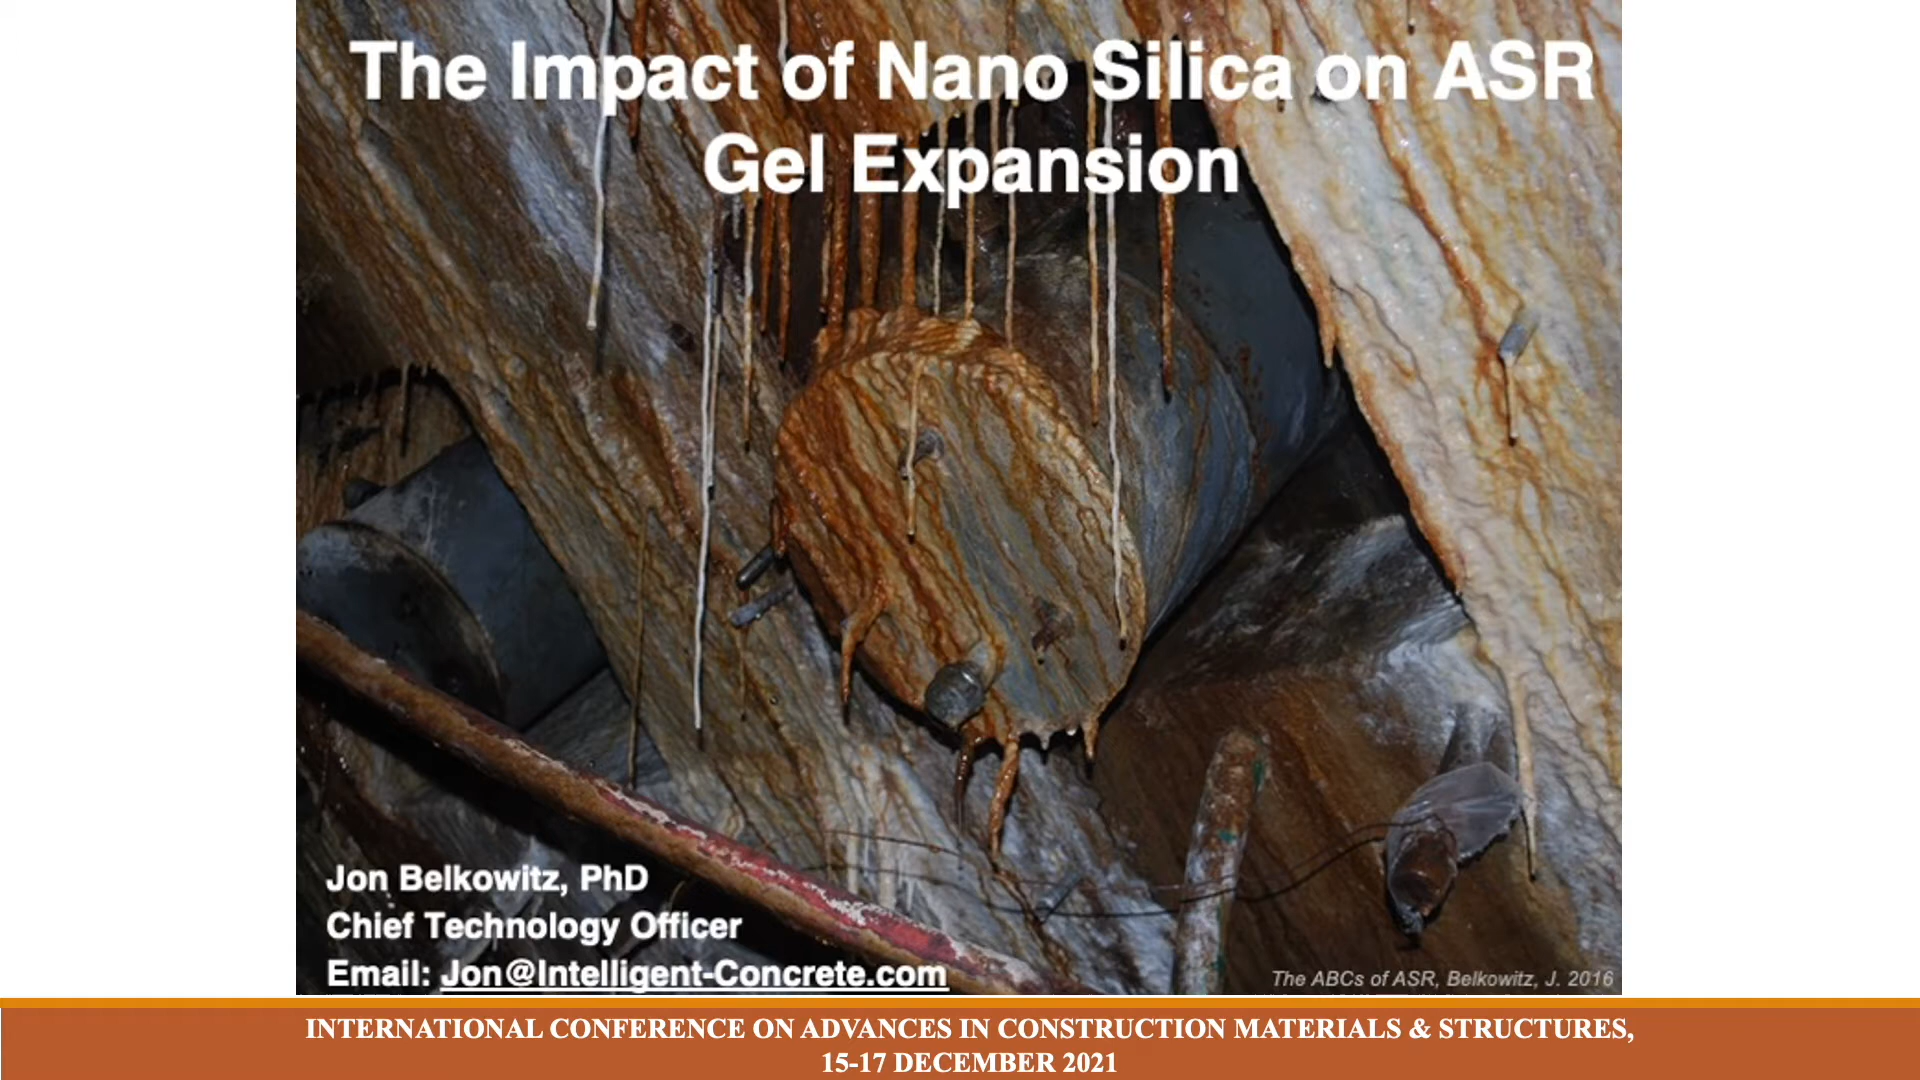 The Impact of Nano Silica on ASR
Gel Expansion
Jon Belkowitz, PhD
Chief Technology Officer
Email: Jon@Intelligent-Concrete.com
The ABCs of ASR, Belkowitz, J. 2016
INTERNATIONAL CONFERENCE ON ADVANCES IN CONSTRUCTION MATERIALS & STRUCTURES,
15-17 DECEMBER 2021